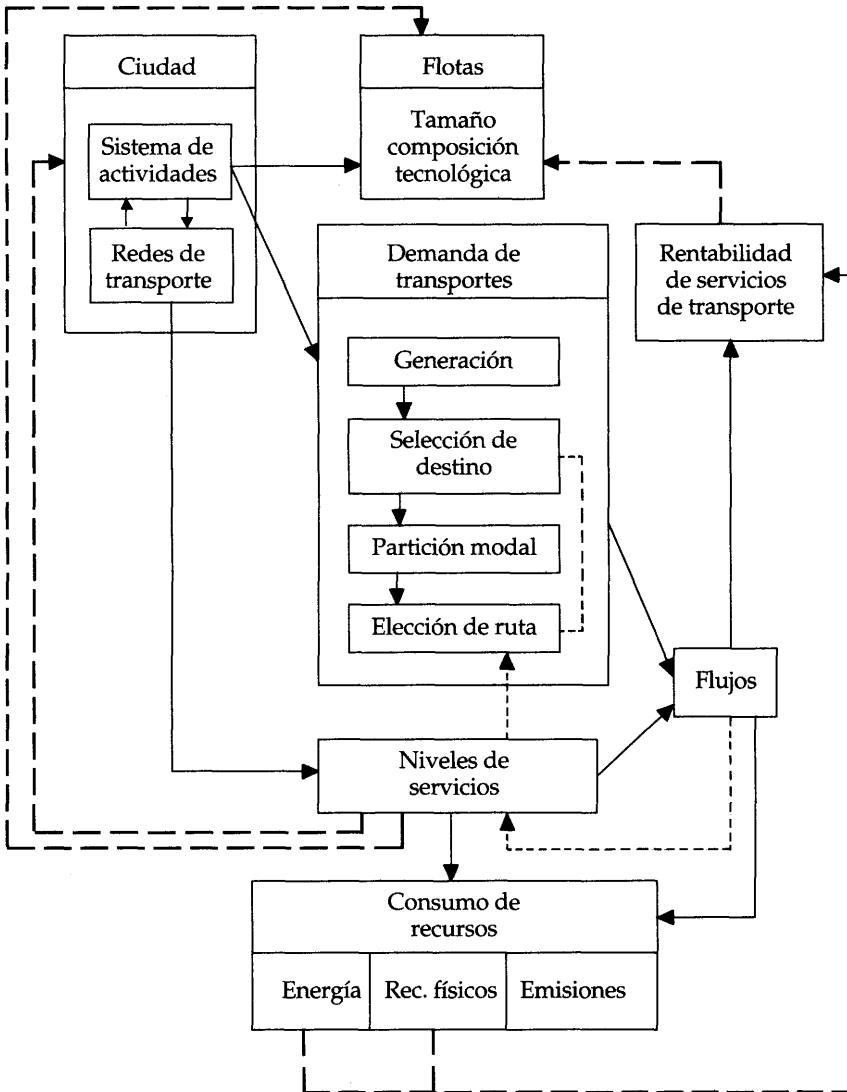 Ciudad
Flotas
Sistema de
actividades
Tamaño
composición
tecnológica
Redes de
transporte
Demanda de
transportes
Rentabilidad
de servicios
de transporte
Generación
Selección de
destino
Partición modal
Elección de ruta
Flujos
Niveles de
servicios
Consumo de
recursos
Energía
Rec. físicos
Emisiones